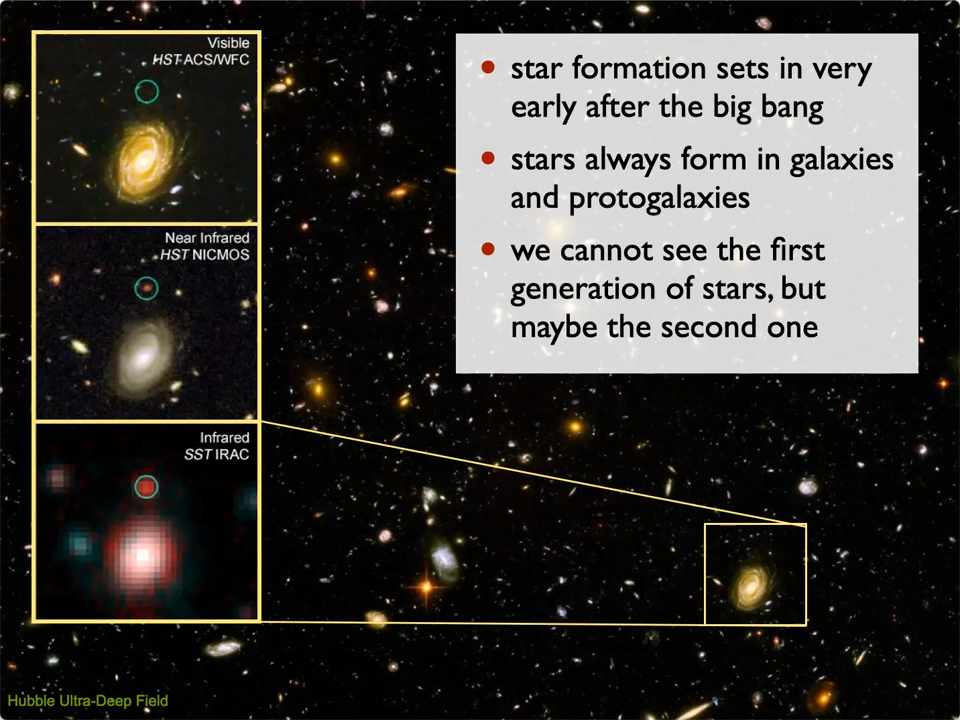 Visible
HST ACS/WFC
Near Infrared
HST NICMOS
Infrared
SST IRAC
• star formation sets in very
early after the big bang
• stars always form in galaxies
and protogalaxies
• we cannot see the first
generation of stars, but
maybe the second one
Hubble Ultra-Deep Field